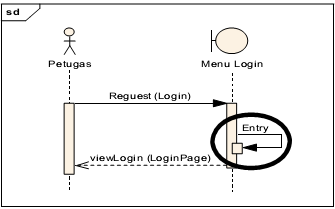 sd
Petugas
Menu Login
Reguest (Login)
Entry
viewLogin (LoginPage)